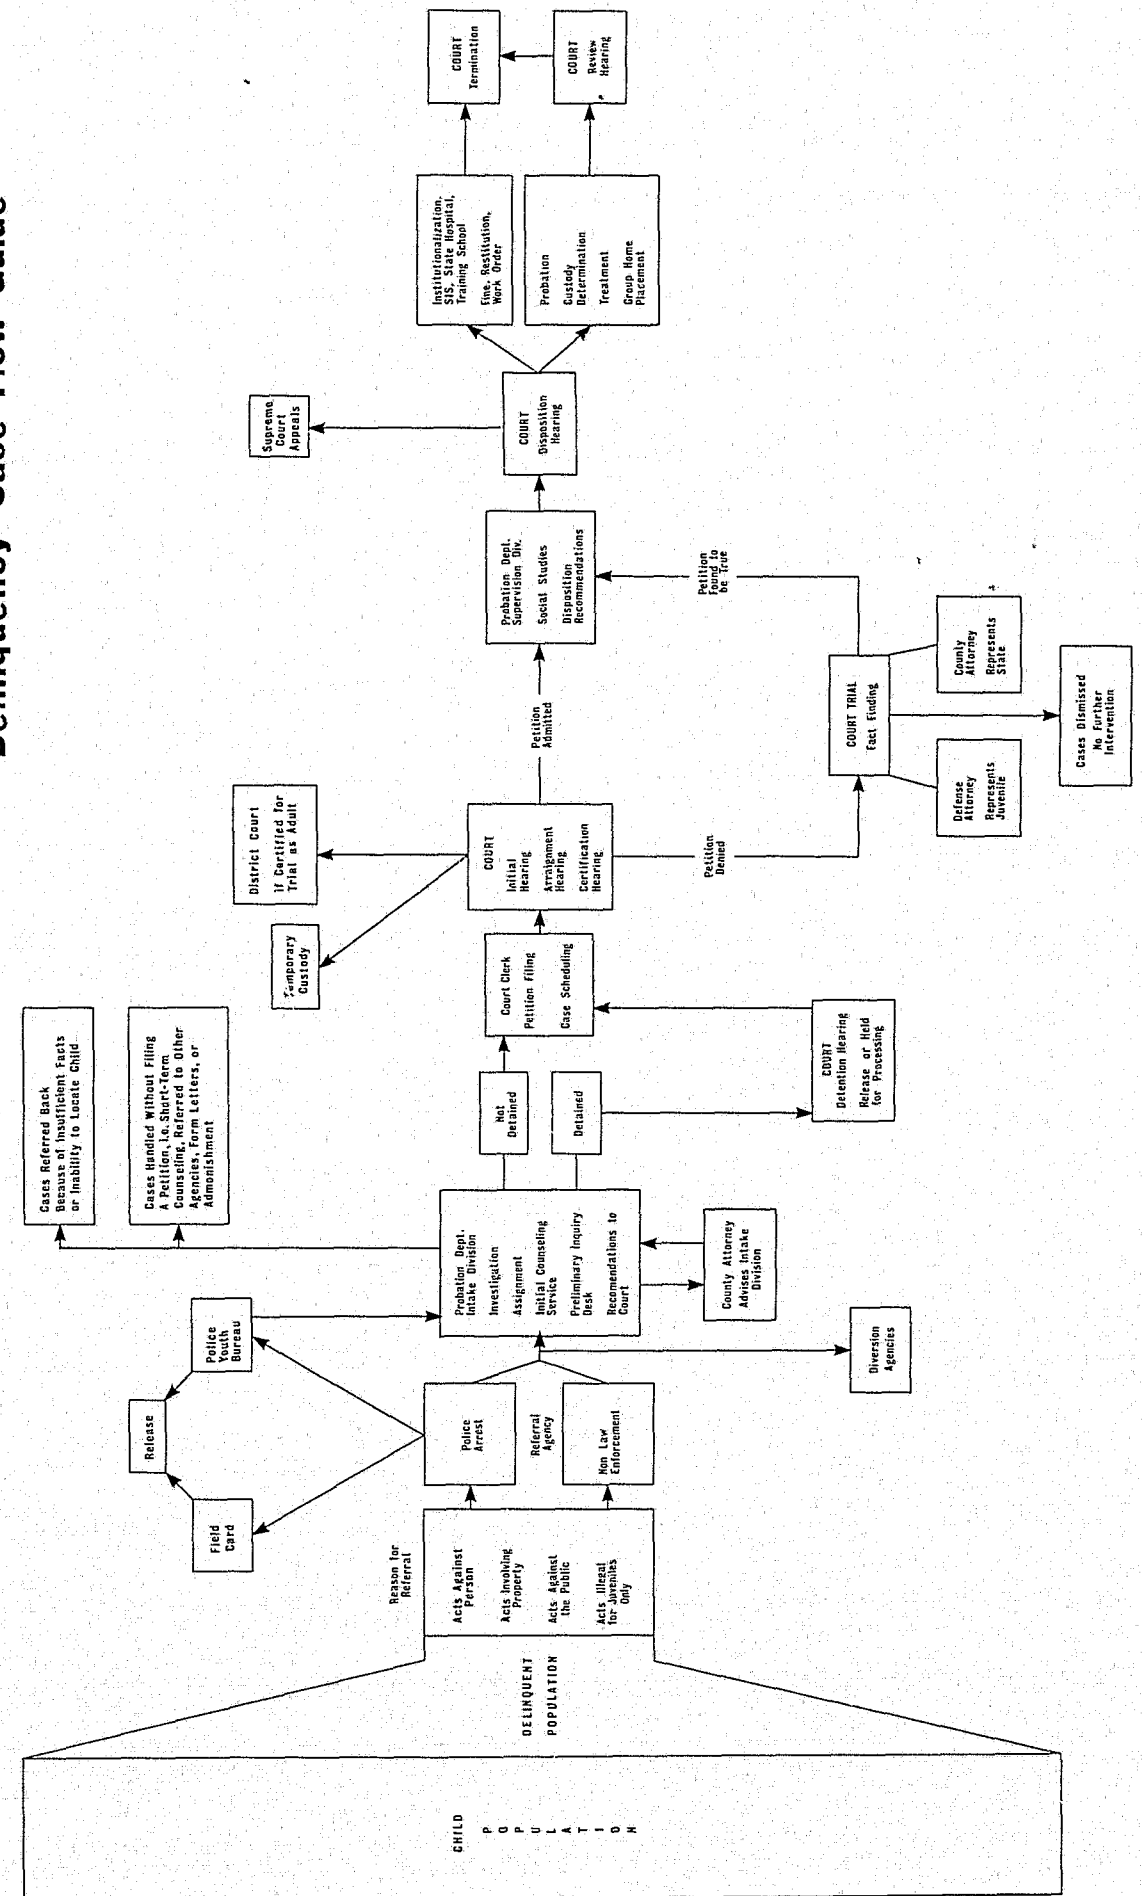 Delinquency Case Flow Guide
CHILD
POPULATION
DELINQUENT
POPULATION
Reason for
Referral
Acts Against
Person
Acts Involving
Property
Acts Against
the Public
Acts Illegal
for Juveniles
Only
Field
Card
Release
Police
Youth
Bureau
Police
Arrest
Referral
Agency
Non Law
Enforcement
Diversion
Agencies
Cases Referred Back
Because of Insufficient Facts
or Inability to Locate Child
Cases Handled Without Filing
A Petition, i.e. Short-Term
Counseling, Referred to Other
Agencies, Form Letters, or
Admonishment
Probation Dept.
Intake Division
Investigation
Assignment
Initial Counseling
Service
Preliminary Inquiry
Desk
Recomendations to
Court
County Attorney
Advises Intake
Division
Not
Detained
Detained
COURT
Detention Hearing
Release or Held
for Processing
Court Clerk
Petition Filing
Case Scheduling
Temporary
Custody
District Court
If Certified for
Trial as Adult
COURT
Initial
Hearing
Arraignment
Hearing
Certification
Hearing
Petition
Denied
Petition
Admitted
COURT TRIAL
Fact Finding
Defense
Attorney
Represents
Juvenile
County
Attorney
Represents
State
Cases Dismissed
No Further
Intervention
Petition
Found to
be True
Probation Dept.
Supervision Div.
Social Studies
Disposition
Recommendations
COURT
Disposition
Hearing
Supreme
Court
Appeals
Institutionalization,
SIS, State Hospital,
Training School
Fine, Restitution,
Work Order
Probation
Custody
Determination
Treatment
Group Home
Placement
COURT
Termination
COURT
Review
Hearing